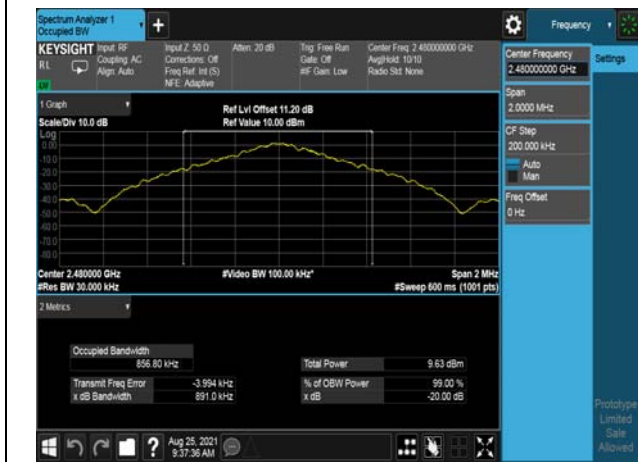 Spectrum Analyzer 1
Occupied BW
+
Frequency
KEYSIGHT
RL
Input: RF
Coupling: AC
Align: Auto
Input Z: 50 Ω
Corrections: Off
Freq Ref: Int (S)
NFE: Adaptive
Atten: 20 dB
Trig: Free Run
Gate: Off
#IF Gain: Low
Center Freq: 2.480000000 GHz
Avg|Hold: 10/10
Radio Std: None
Center Frequency
2.480000000 GHz
Settings
Span
2.0000 MHz
CF Step
200.000 kHz
Auto
Man
Freq Offset
0 Hz
1 Graph
Scale/Div 10.0 dB
Ref Lvl Offset 11.20 dB
Ref Value 10.00 dBm
Log
0.00
-10.0
-20.0
-30.0
-40.0
-50.0
-60.0
-70.0
-80.0
Center 2.480000 GHz
#Res BW 30.000 kHz
#Video BW 100.00 kHz*
Span 2 MHz
#Sweep 600 ms (1001 pts)
2 Metrics
Occupied Bandwidth
856.80 kHz
Total Power 9.63 dBm
Transmit Freq Error -3.994 kHz
% of OBW Power 99.00 %
x dB Bandwidth 891.0 kHz
x dB -20.00 dB
Prototype
Limited
Sale
Allowed
?
Aug 25, 2021
9:37:36 AM